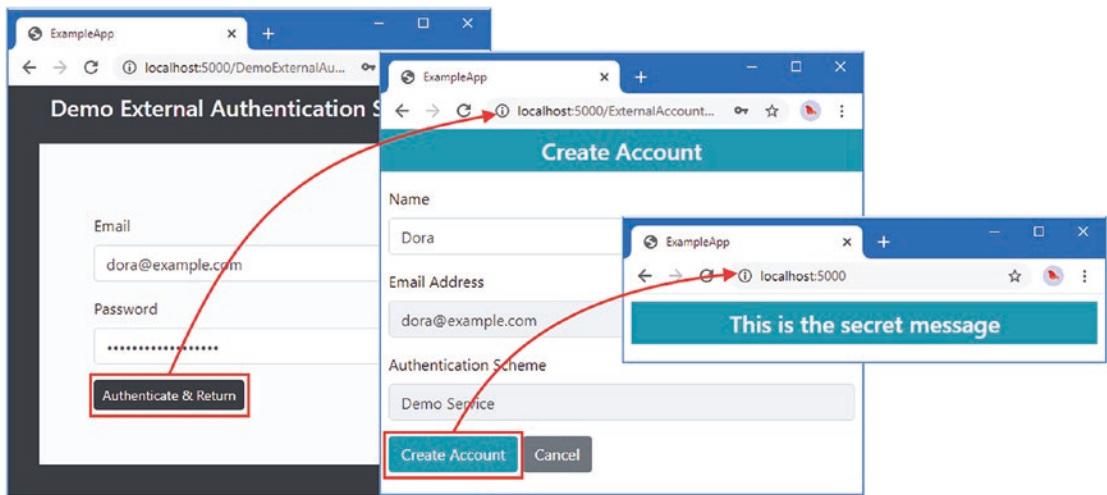 ExampleApp
localhost:5000/DemoExternalAu...
Demo External Authentication S
Email
dora@example.com
Password
••••••••••••••••••
Authenticate & Return
ExampleApp
localhost:5000/ExternalAccount...
Create Account
Name
Dora
Email Address
dora@example.com
Authentication Scheme
Demo Service
Create Account
Cancel
ExampleApp
localhost:5000
This is the secret message